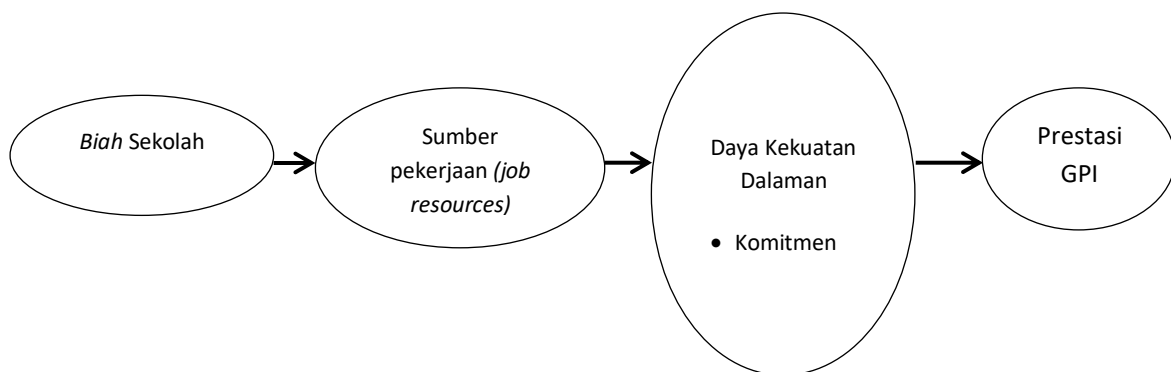 Biah Sekolah
Sumber
pekerjaan (job
resources)
Daya Kekuatan
Dalaman
• Komitmen
Prestasi
GPI